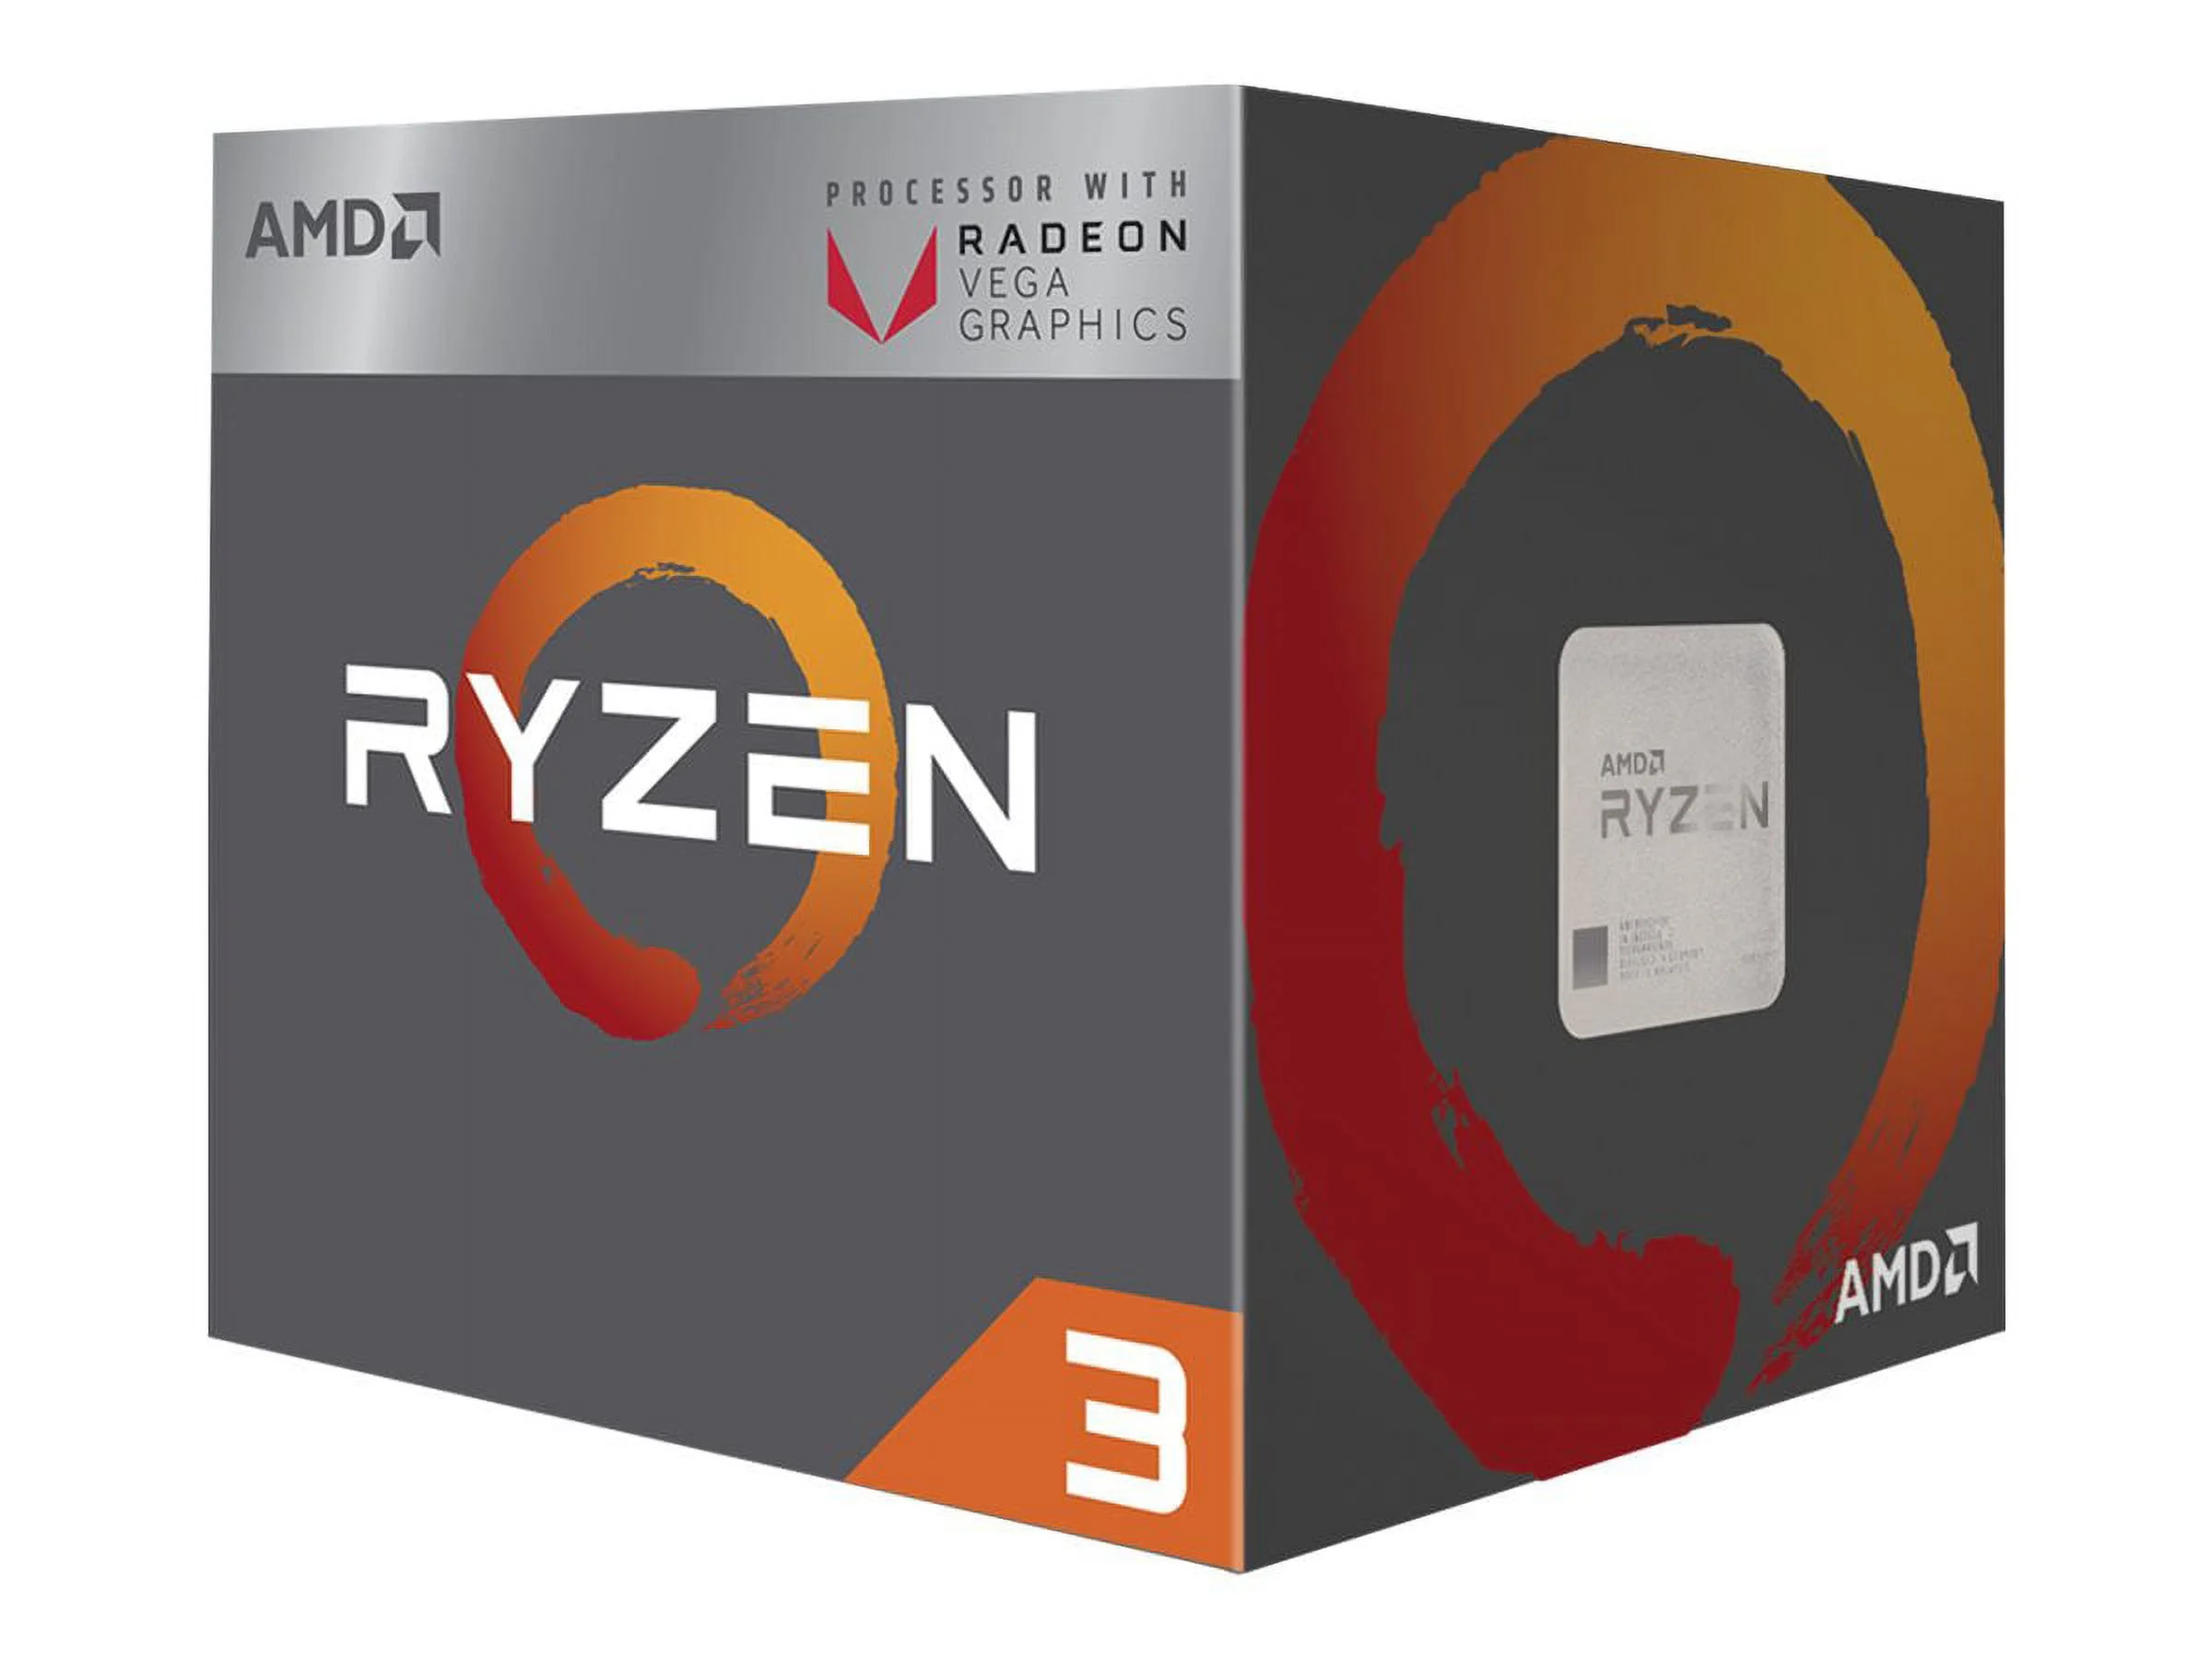 AMD
PROCESSOR WITH
RADEON
VEGA
GRAPHICS
RYZEN
3
AMD
RYZEN
AMD